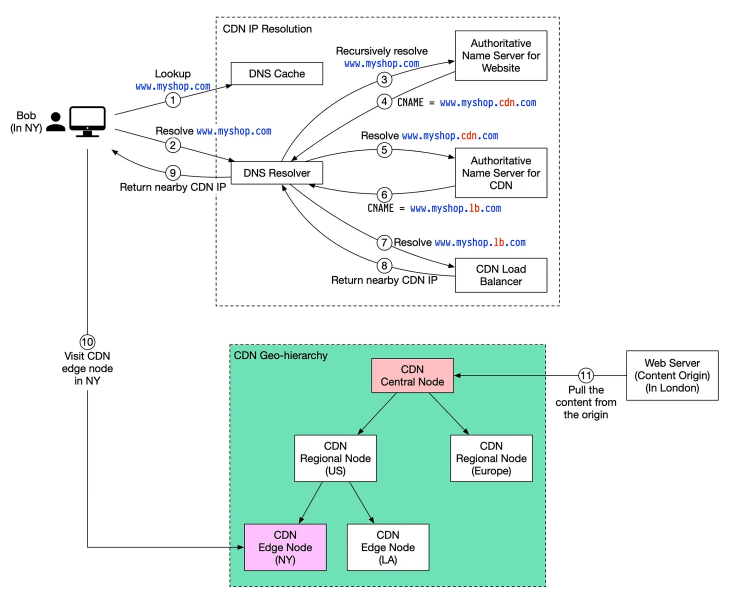 CDN IP Resolution
Authoritative
Name Server for
Website
Recursively resolve
www.myshop.com
3
Lookup
www.myshop.com
1
DNS Cache
4
CNAME = www.myshop.cdn.com
Bob
(In NY)
Resolve www.myshop.com
2
Resolve www.myshop.cdn.com
5
Authoritative
Name Server for
CDN
9
Return nearby CDN IP
DNS Resolver
6
CNAME = www.myshop.lb.com
7
Resolve www.myshop.lb.com
8
Return nearby CDN IP
CDN Load
Balancer
10
Visit CDN
edge node
in NY
CDN Geo-hierarchy
CDN
Central Node
11
Pull the
content from
the origin
Web Server
(Content Origin)
(In London)
CDN
Regional Node
(US)
CDN
Regional Node
(Europe)
CDN
Edge Node
(NY)
CDN
Edge Node
(LA)